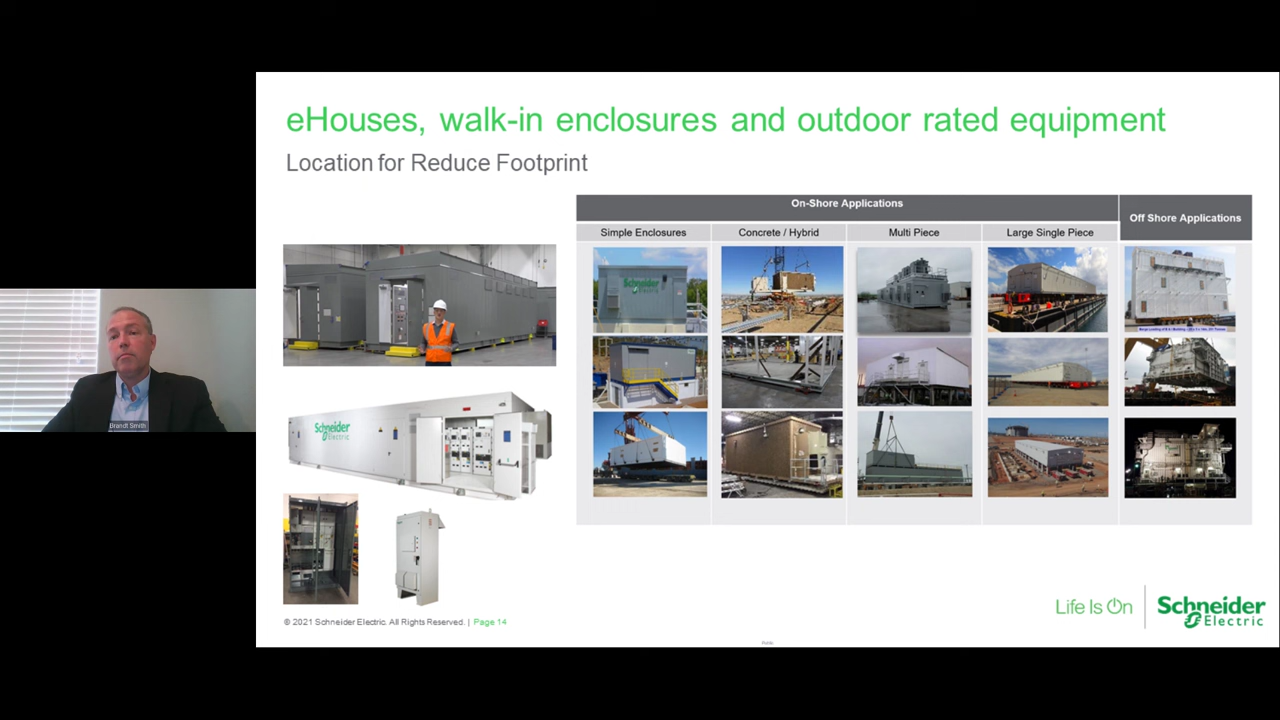 eHouses, walk-in enclosures and outdoor rated equipment
Location for Reduce Footprint
On-Shore Applications
Off Shore Applications
Simple Enclosures
Concrete / Hybrid
Multi Piece
Large Single Piece
Schneider
Electric
Schneider
Electric
Brandt Smith
© 2021 Schneider Electric. All Rights Reserved. | Page 14
Life Is On
Schneider
Electric